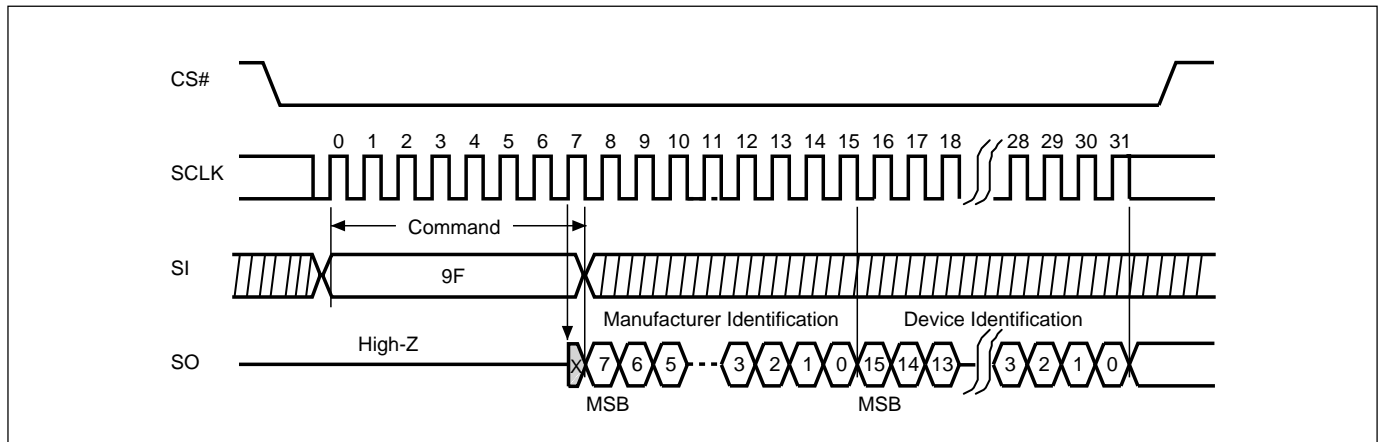 CS#
0 1 2 3 4 5 6 7 8 9 10 11 12 13 14 15 16 17 18 28 29 30 31
SCLK
Command
SI
9F
Manufacturer Identification Device Identification
High-Z
SO
X 7 6 5 3 2 1 0 15 14 13 3 2 1 0
MSB MSB